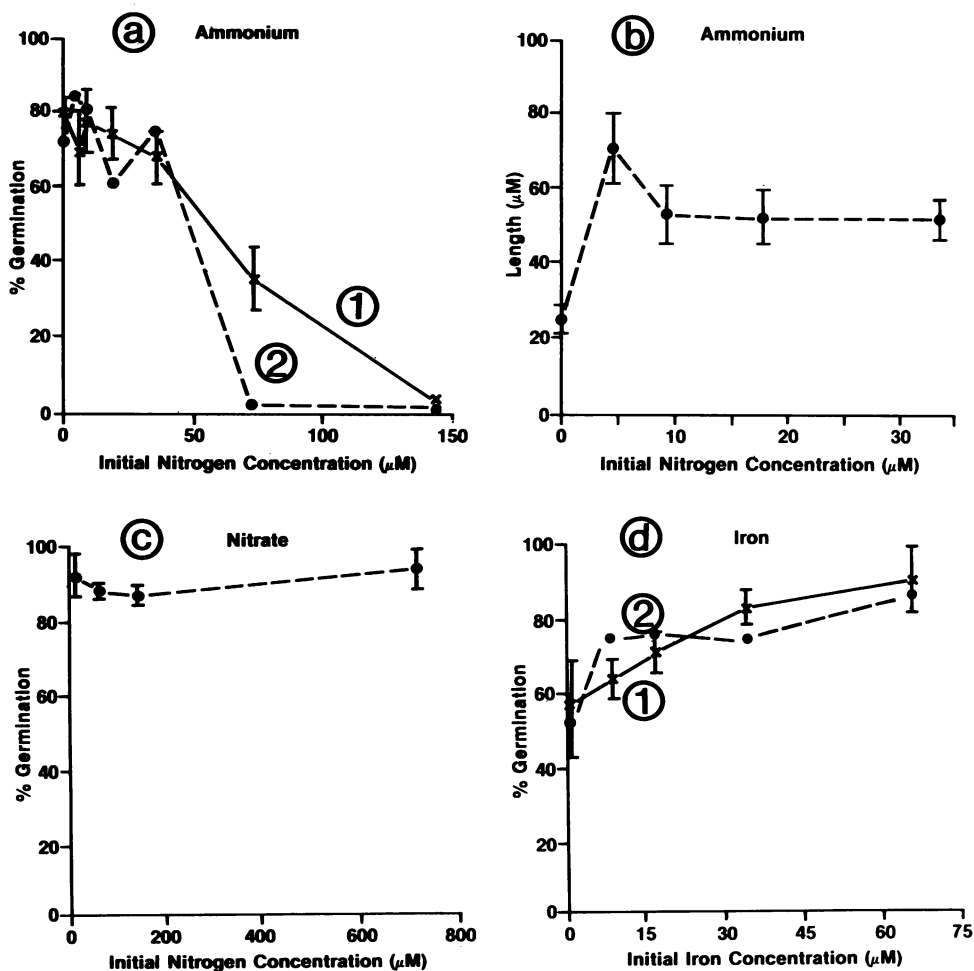 a Ammonium
100
80
60
40
20
0
% Germination
1
2
0 50 100 150
Initial Nitrogen Concentration (μM)
b Ammonium
100
80
60
40
20
0
Length (μM)
0 10 20 30
Initial Nitrogen Concentration (μM)
c Nitrate
100
80
60
40
20
0
% Germination
0 200 400 600 800
Initial Nitrogen Concentration (μM)
d Iron
100
80
60
40
20
0
% Germination
2
1
0 15 30 45 60 75
Initial Iron Concentration (μM)